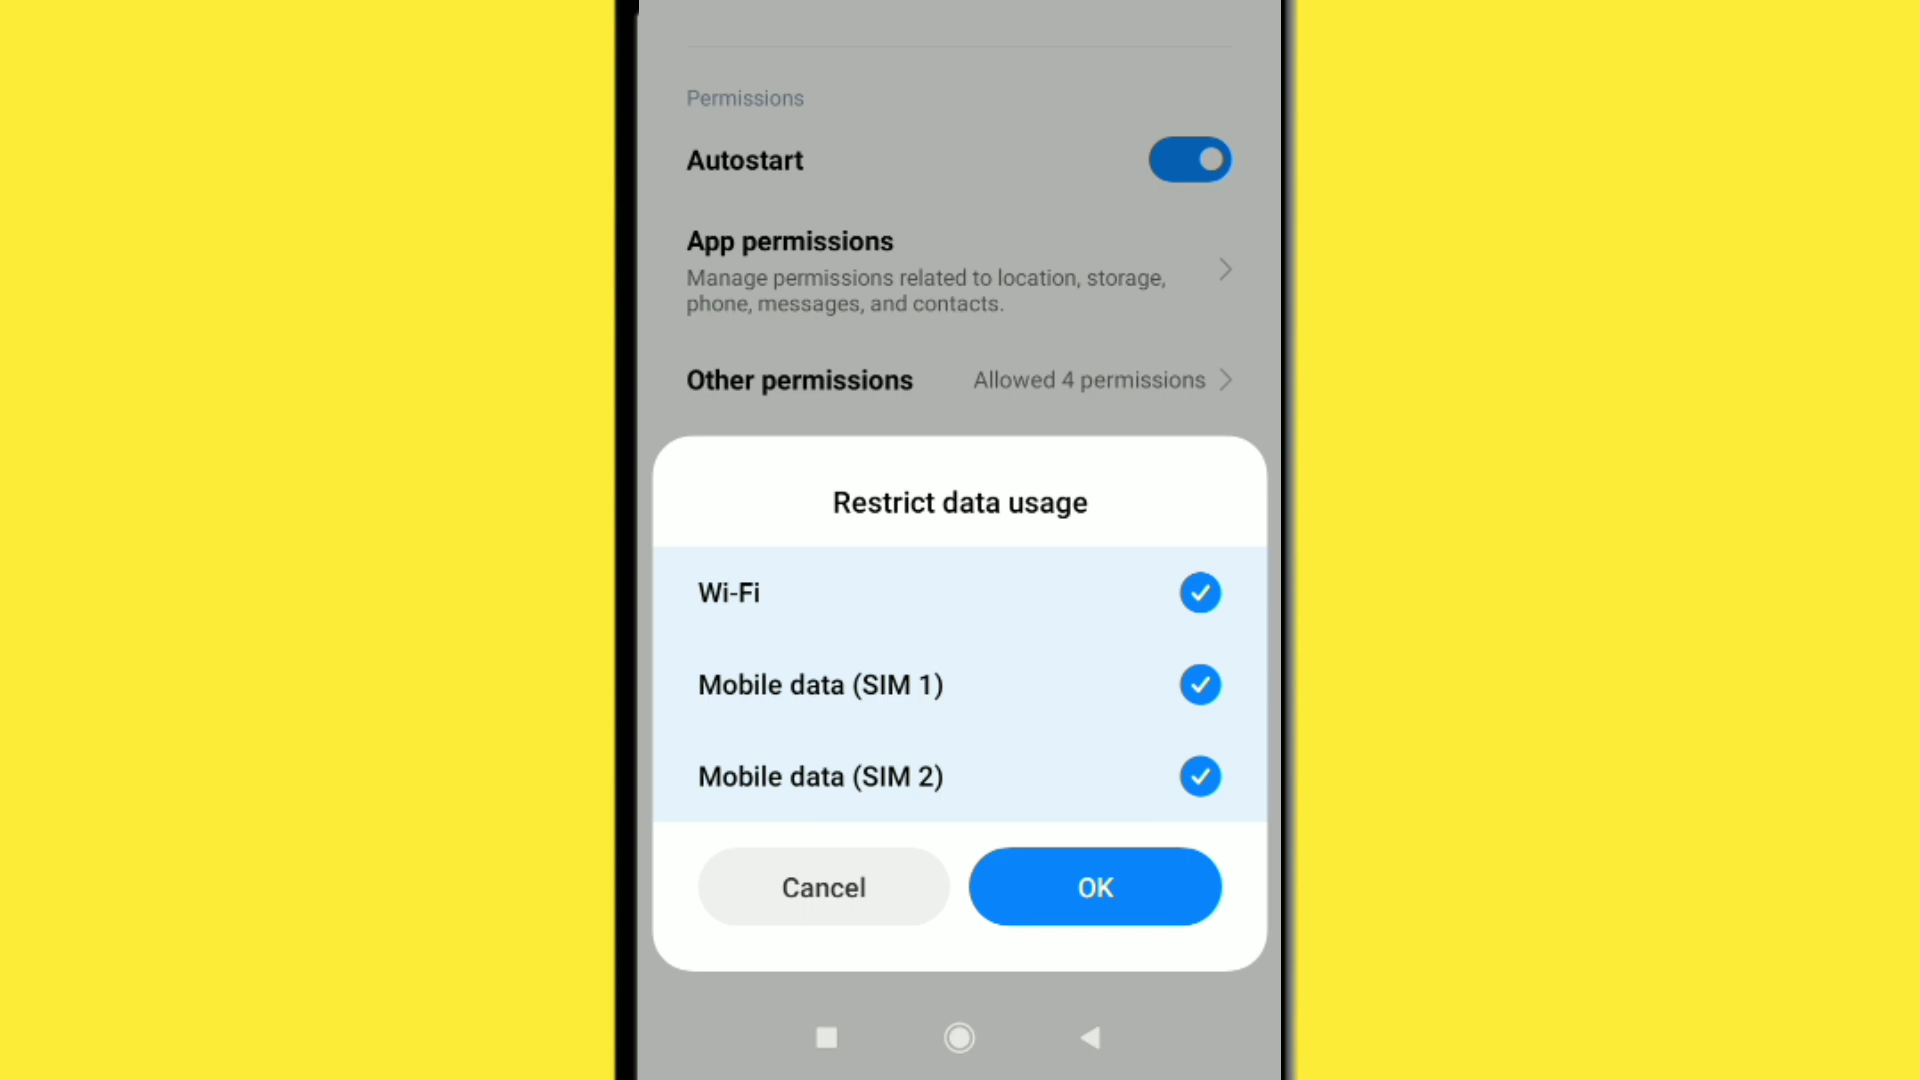 Permissions
Autostart
App permissions
Manage permissions related to location, storage,
phone, messages, and contacts.
Other permissions Allowed 4 permissions
Restrict data usage
Wi-Fi
Mobile data (SIM 1)
Mobile data (SIM 2)
Cancel OK